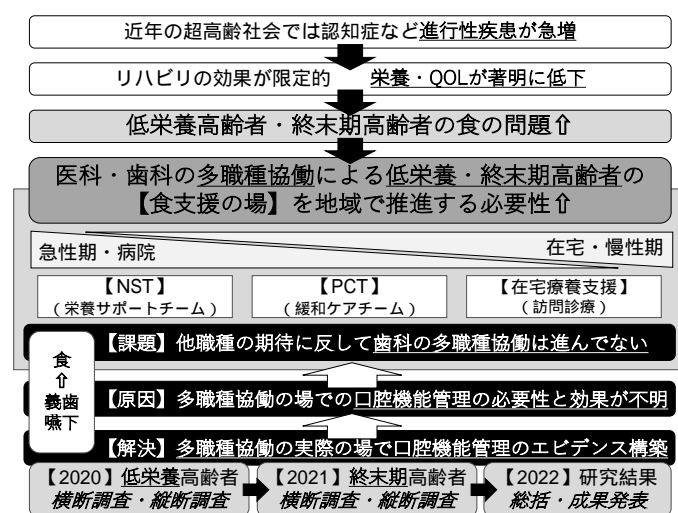 近年の超高齢社会では認知症など進行性疾患が急増
リハビリの効果が限定的　栄養・QOLが著明に低下
低栄養高齢者・終末期高齢者の食の問題⇧
医科・歯科の多職種協働による低栄養・終末期高齢者の
【食支援の場】を地域で推進する必要性⇧
急性期・病院
在宅・慢性期
【NST】
（栄養サポートチーム）
【PCT】
（緩和ケアチーム）
【在宅療養支援】
（訪問診療）
【課題】他職種の期待に反して歯科の多職種協働は進んでない
食
⇧
義歯
嚥下
【原因】多職種協働の場での口腔機能管理の必要性と効果が不明
【解決】多職種協働の実際の場で口腔機能管理のエビデンス構築
【2020】低栄養高齢者
横断調査・縦断調査
【2021】終末期高齢者
横断調査・縦断調査
【2022】研究結果
総括・成果発表